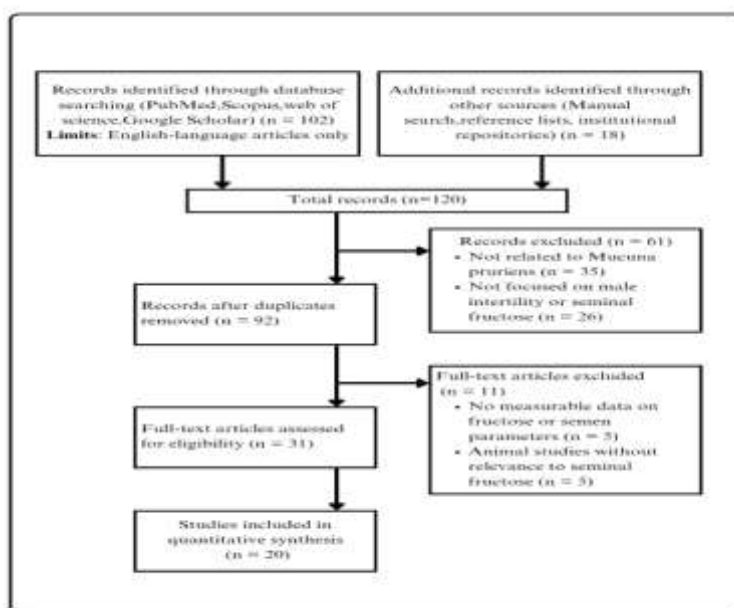 Records identified through database
searching (PubMed,Scopus,web of
science,Google Scholar) (n = 102)
Limits: English-language articles only
Additional records identified through
other sources (Manual
search,reference lists, institutional
repositories) (n = 18)
Total records (n=120)
Records excluded (n = 61)
• Not related to Mucuna
pruriens (n = 35)
• Not focused on male
intertility or seminal
fructose (n = 26)
Records after duplicates
removed (n = 92)
Full-text articles excluded
(n = 11)
• No measurable data on
fructose or semen
parameters (n = 5)
• Animal studies without
relevance to seminal
fructose (n = 5)
Full-text articles assessed
for eligibility (n = 31)
Studies included in
quantitative synthesis
(n = 20)